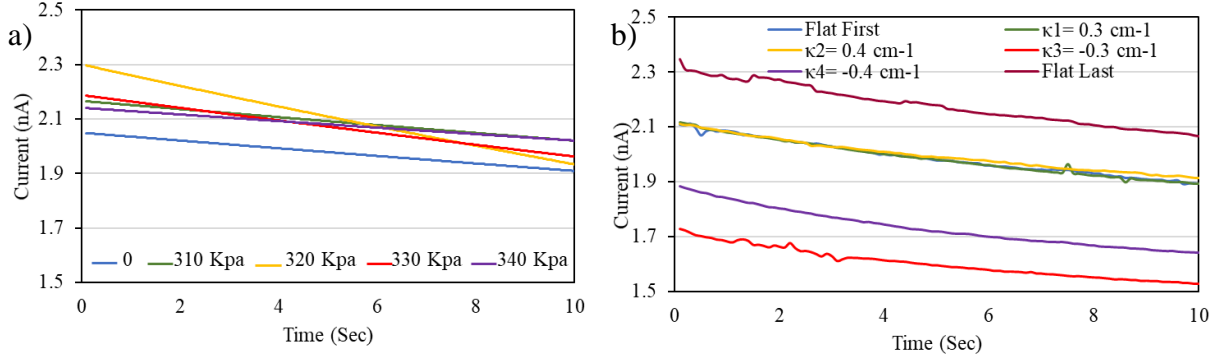 a)
Current (nA)
2.5
2.3
2.1
1.9
1.7
1.5
0 310 Kpa 320 Kpa 330 Kpa 340 Kpa
0 2 4 6 8 10
Time (Sec)
b)
Current (nA)
2.5
2.3
2.1
1.9
1.7
1.5
Flat First κ1= 0.3 cm-1
κ2= 0.4 cm-1 κ3= -0.3 cm-1
κ4= -0.4 cm-1 Flat Last
0 2 4 6 8 10
Time (Sec)